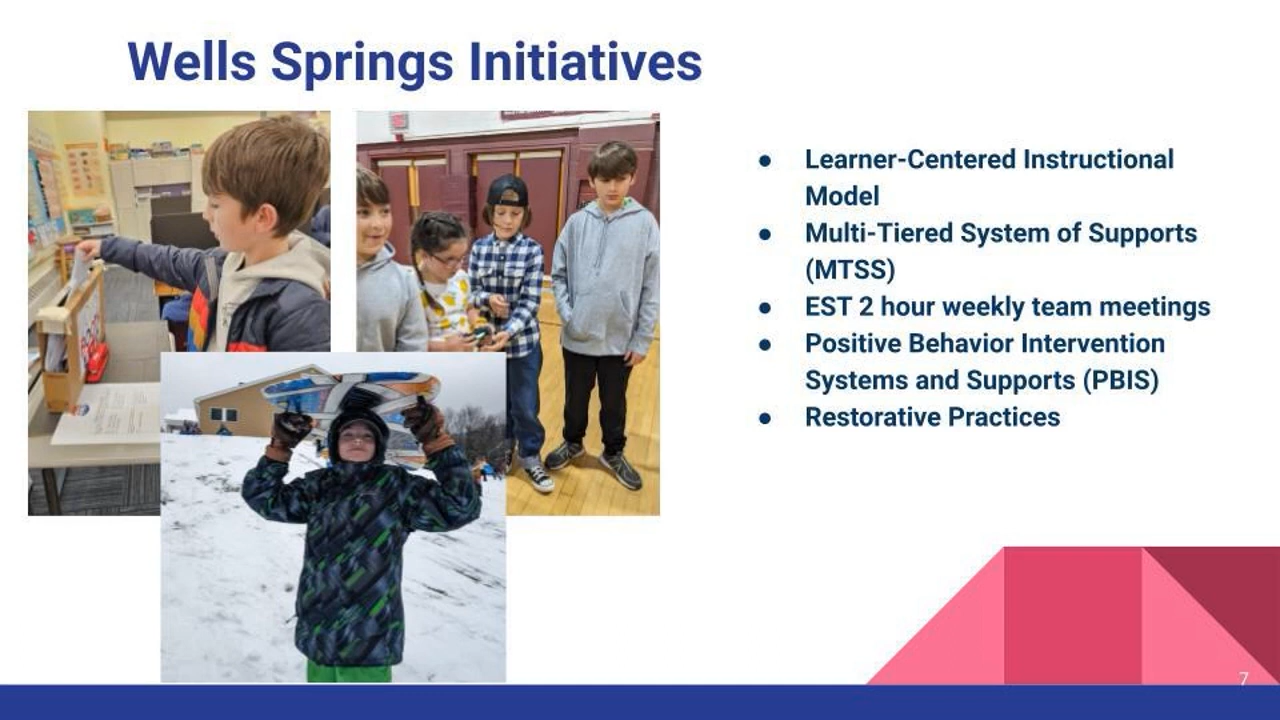 Wells Springs Initiatives
● Learner-Centered Instructional
Model
● Multi-Tiered System of Supports
(MTSS)
● EST 2 hour weekly team meetings
● Positive Behavior Intervention
Systems and Supports (PBIS)
● Restorative Practices
7